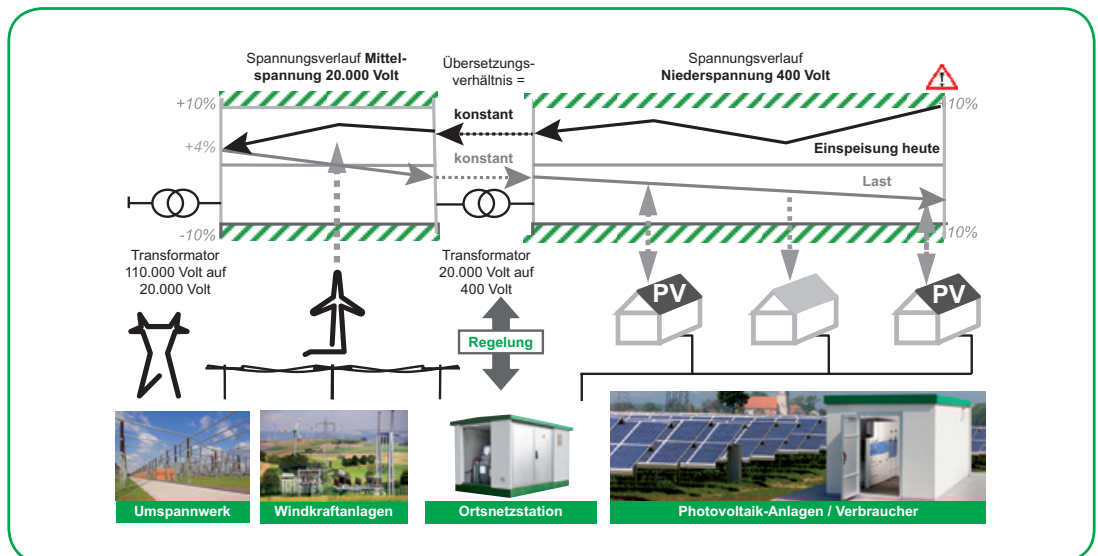 Spannungsverlauf Mittel-
spannung 20.000 Volt
Übersetzungs-
verhältnis =
Spannungsverlauf
Niederspannung 400 Volt
!
+10%
10%
konstant
+4%
konstant
Einspeisung heute
Last
-10%
10%
Transformator
110.000 Volt auf
20.000 Volt
Transformator
20.000 Volt auf
400 Volt
PV
PV
Regelung
Umspannwerk
Windkraftanlagen
Ortsnetzstation
Photovoltaik-Anlagen / Verbraucher